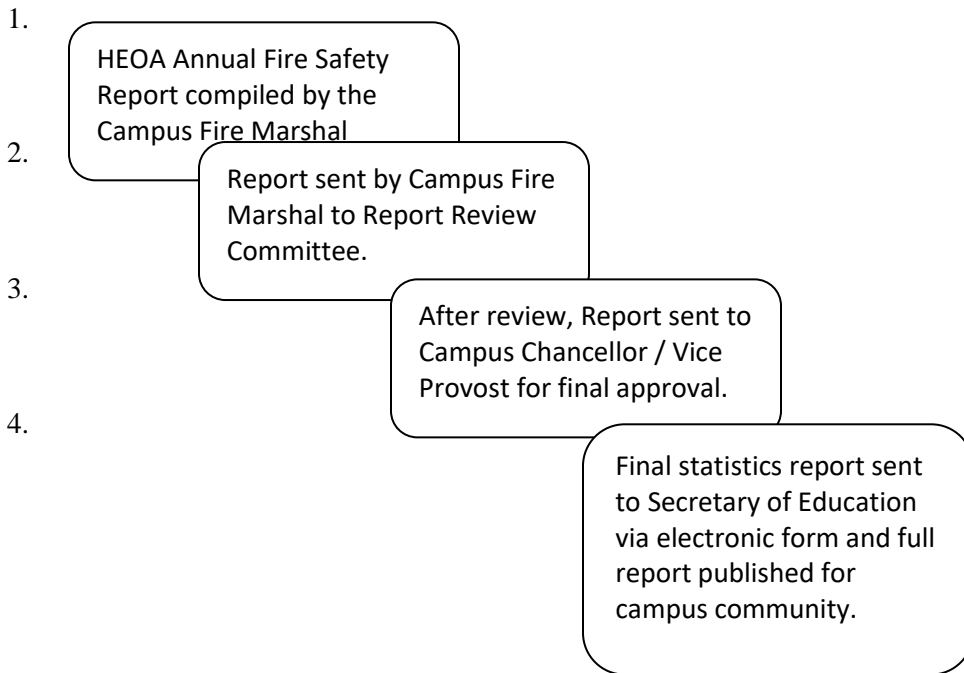 1.
HEOA Annual Fire Safety
Report compiled by the
Campus Fire Marshal
2.
Report sent by Campus Fire
Marshal to Report Review
Committee.
3.
After review, Report sent to
Campus Chancellor / Vice
Provost for final approval.
4.
Final statistics report sent
to Secretary of Education
via electronic form and full
report published for
campus community.